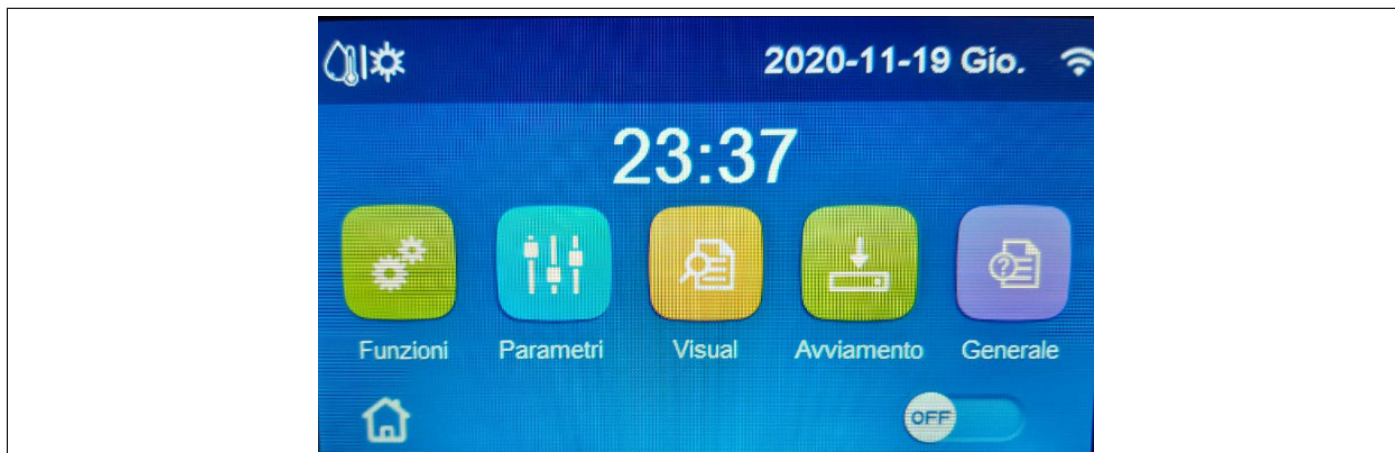 2020-11-19 Gio.
23:37
Funzioni Parametri Visual Avviamento Generale
OFF